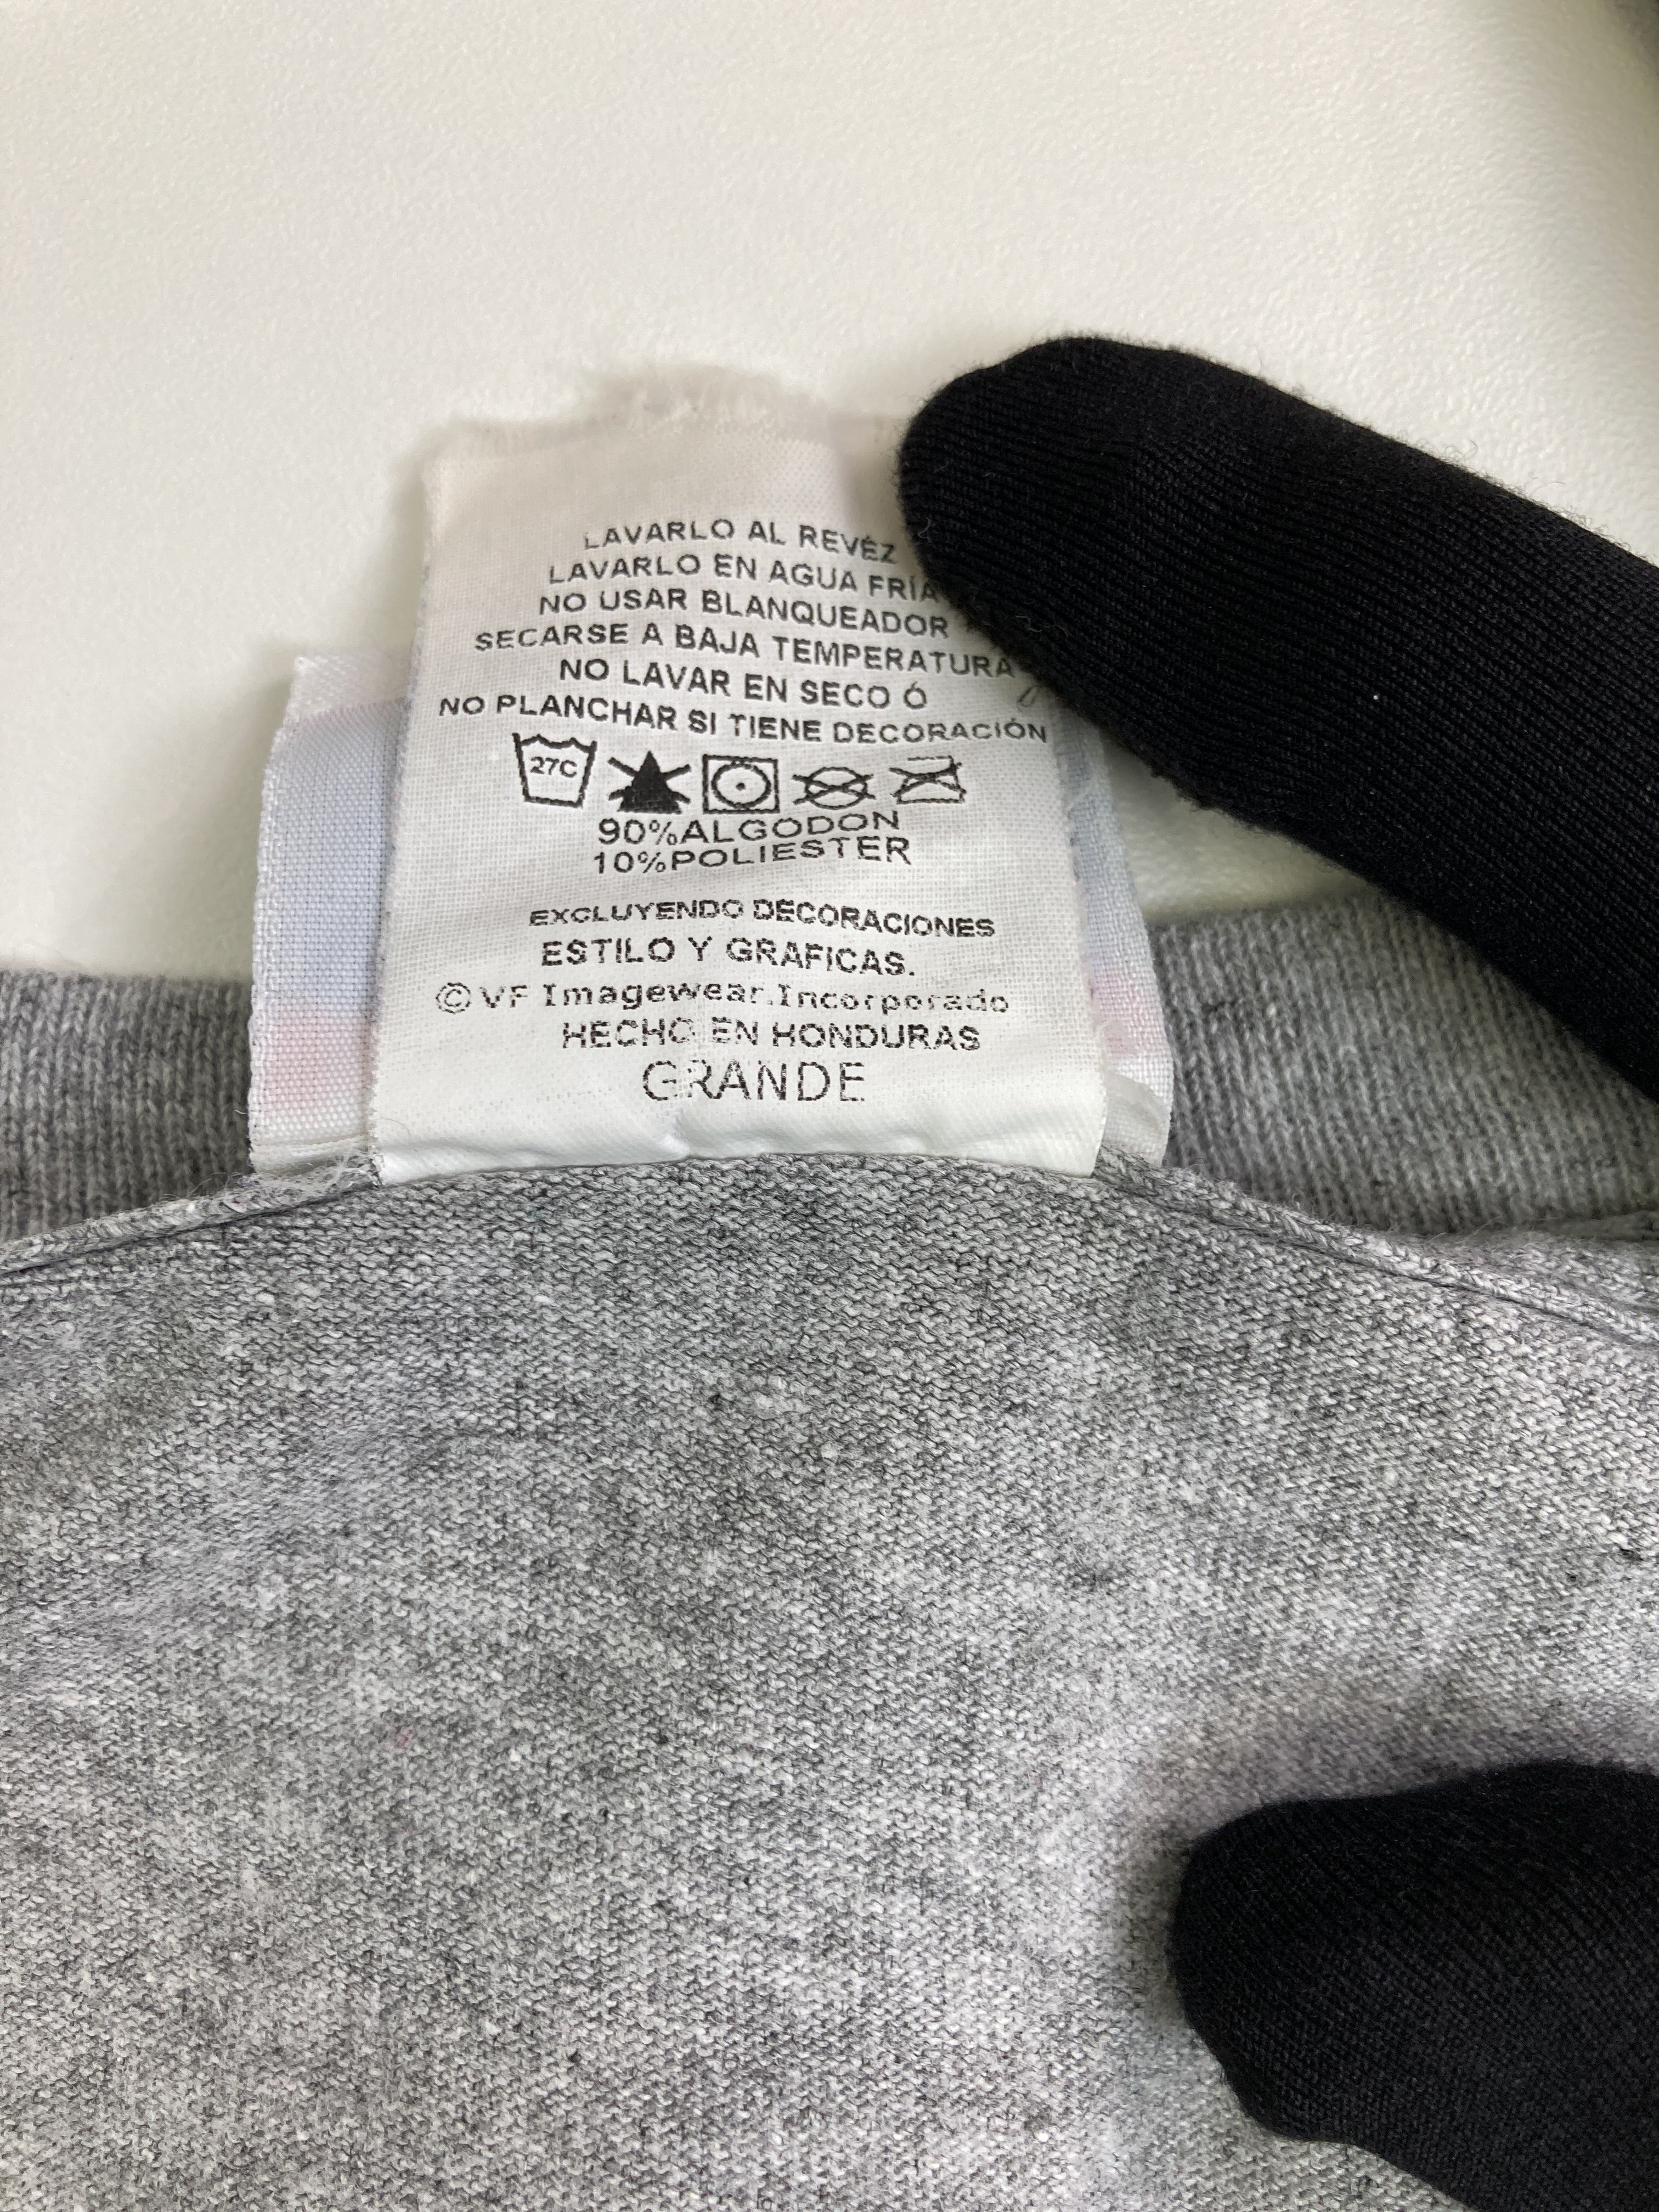 LAVARLO AL REVÉZ
LAVARLO EN AGUA FRÍA
NO USAR BLANQUEADOR
SECARSE A BAJA TEMPERATURA
NO LAVAR EN SECO Ó
NO PLANCHAR SI TIENE DECORACIÓN
27C
90%ALGODON
10%POLIESTER
EXCLUYENDO DECORACIONES
ESTILO Y GRAFICAS.
©VF Imagewear.Incorporado
HECHO EN HONDURAS
GRANDE